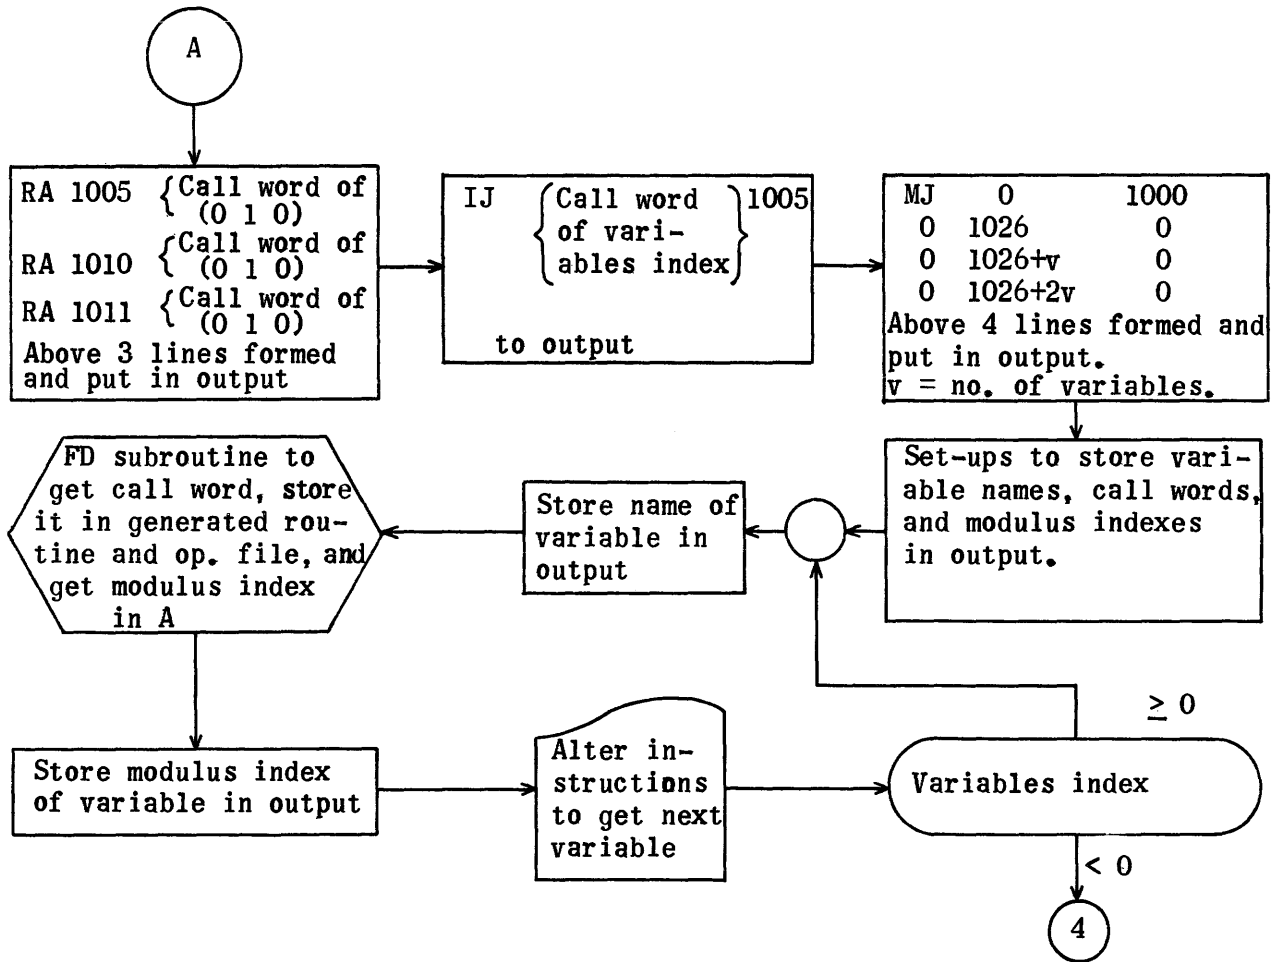 A
RA 1005 {Call word of
(0 1 0)
RA 1010 {Call word of
(0 1 0)
RA 1011 {Call word of
(0 1 0)
Above 3 lines formed
and put in output
IJ {Call word }1005
of vari-
ables index
to output
MJ 0 1000
0 1026 0
0 1026+v 0
0 1026+2v 0
Above 4 lines formed and
put in output.
v = no. of variables.
Set-ups to store vari-
able names, call words,
and modulus indexes
in output.
Store name of
variable in
output
FD subroutine to
get call word, store
it in generated rou-
tine and op. file, and
get modulus index
in A
Store modulus index
of variable in output
Alter in-
structions
to get next
variable
Variables index
≥ 0
< 0
4